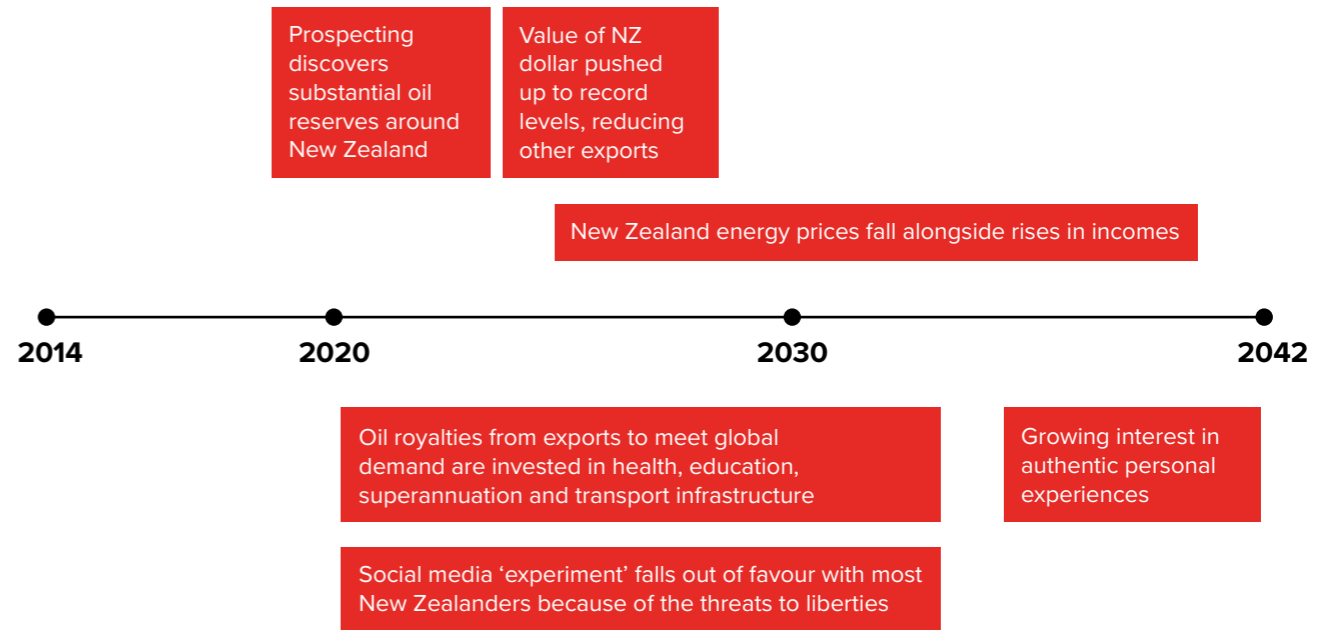 Prospecting
discovers
substantial oil
reserves around
New Zealand
Value of NZ
dollar pushed
up to record
levels, reducing
other exports
New Zealand energy prices fall alongside rises in incomes
2014
2020
2030
2042
Oil royalties from exports to meet global
demand are invested in health, education,
superannuation and transport infrastructure
Growing interest in
authentic personal
experiences
Social media ‘experiment’ falls out of favour with most
New Zealanders because of the threats to liberties